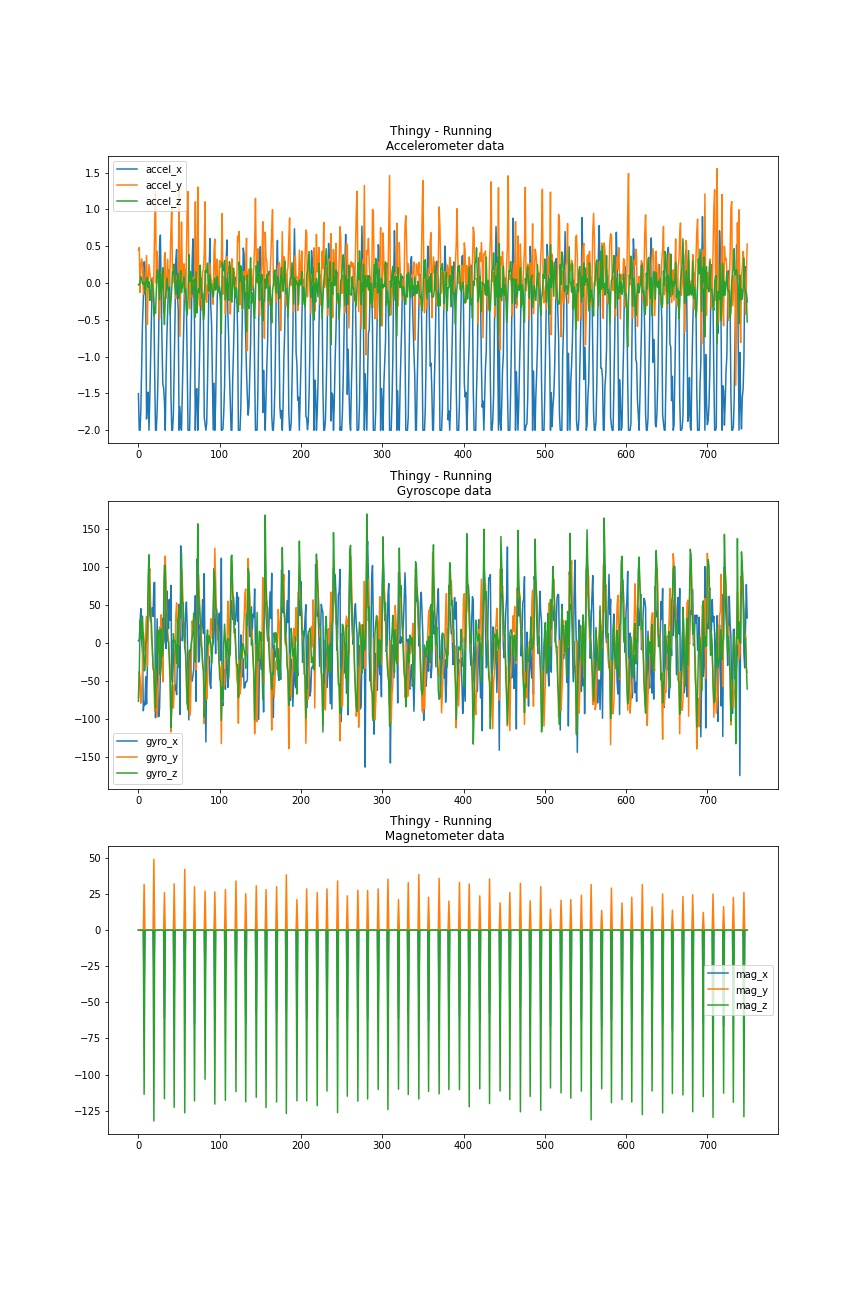 Thingy - Running
Accelerometer data
accel_x
accel_y
accel_z
1.5
1.0
0.5
0.0
−0.5
−1.0
−1.5
−2.0
0 100 200 300 400 500 600 700
Thingy - Running
Gyroscope data
150
100
50
0
−50
−100
−150
gyro_x
gyro_y
gyro_z
0 100 200 300 400 500 600 700
Thingy - Running
Magnetometer data
50
25
0
−25
−50
−75
−100
−125
mag_x
mag_y
mag_z
0 100 200 300 400 500 600 700